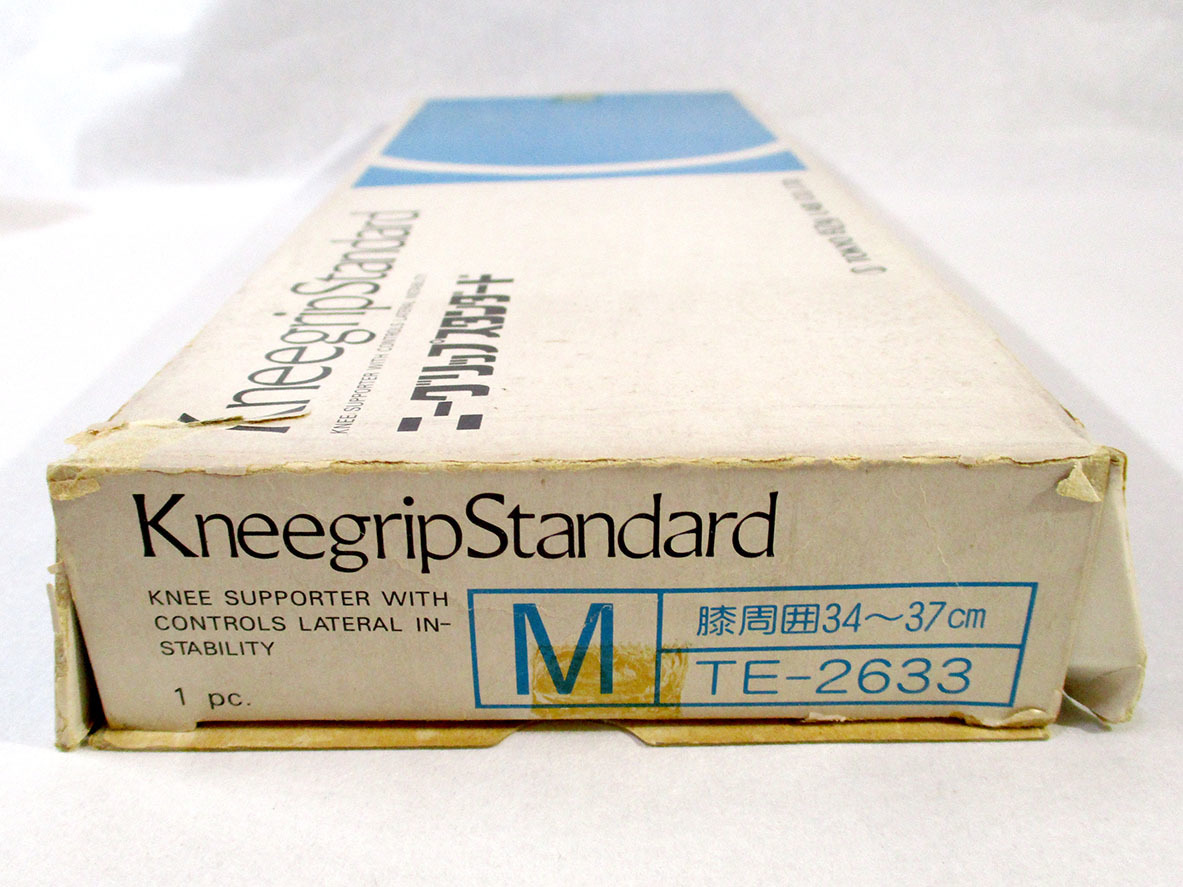 KneegripStandard
KNEE SUPPORTER WITH CONTROLS LATERAL INSTABILITY
ニーグリップスタンダード
KneegripStandard
KNEE SUPPORTER WITH
CONTROLS LATERAL IN-
STABILITY
1 pc.
M
膝周囲34～37cm
TE-2633